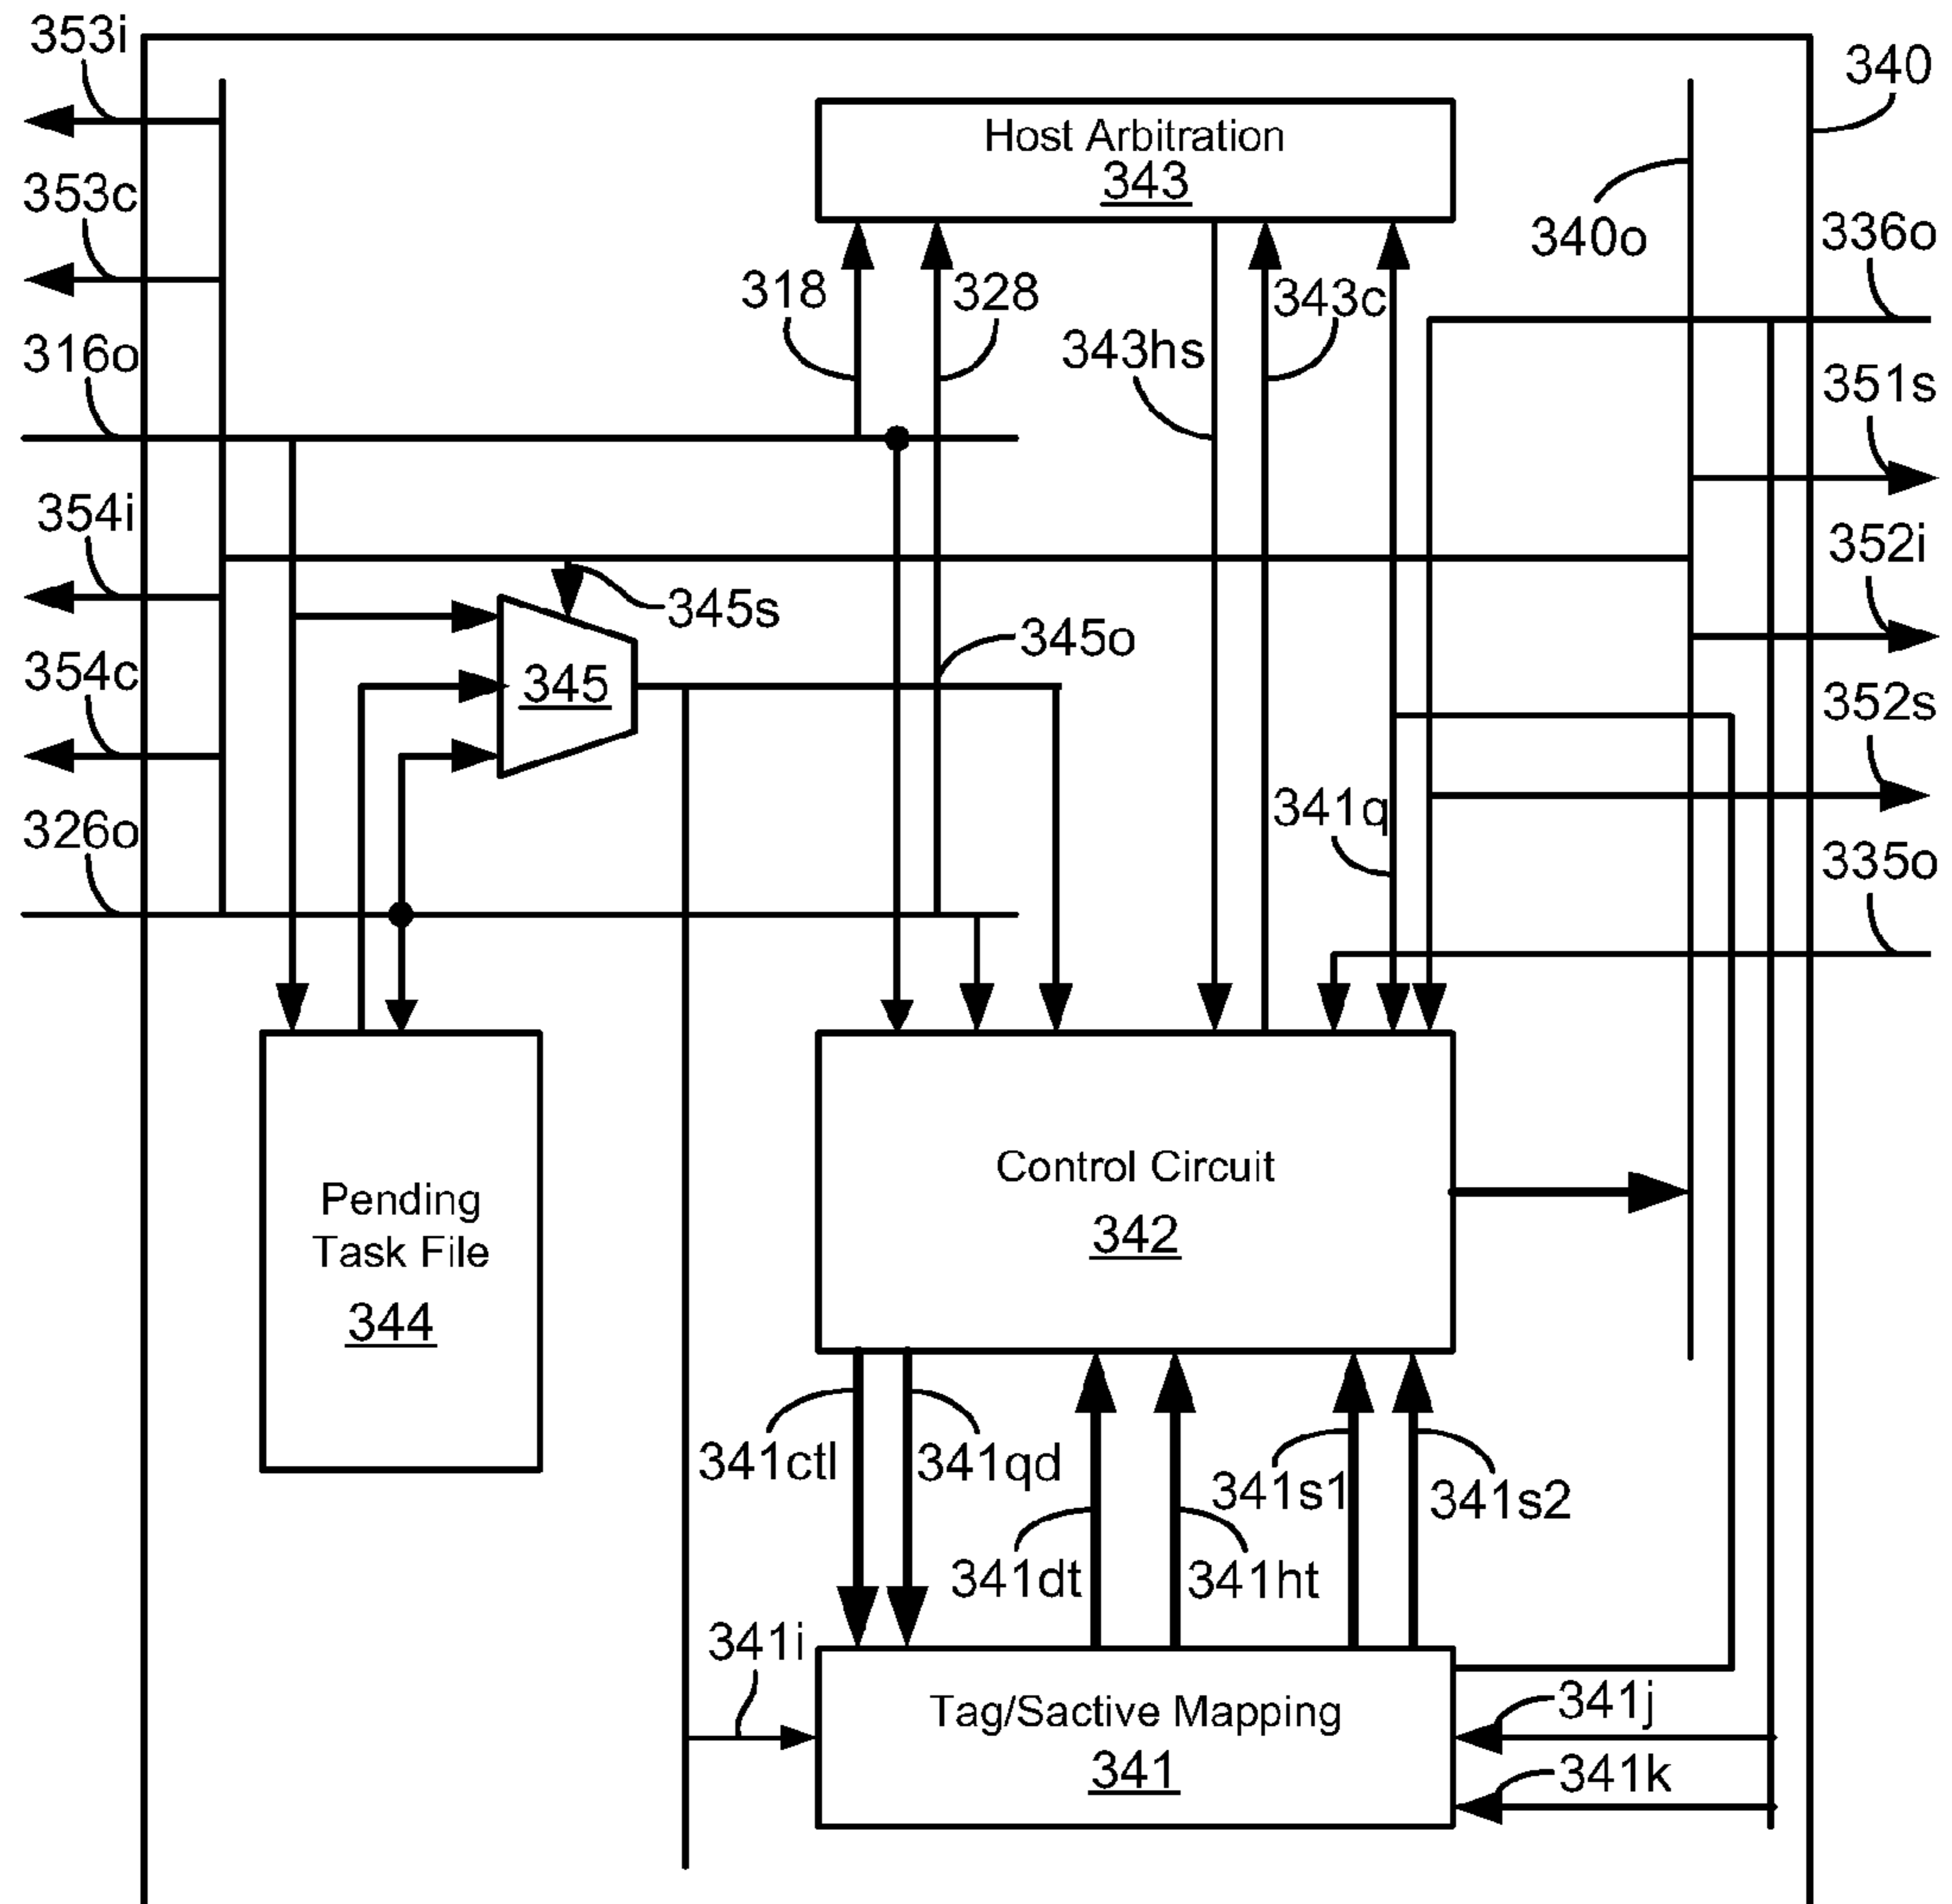 353i
340
Host Arbitration
343
353c
340o
336o
318
328
343c
316o
343hs
351s
354i
352i
345s
345o
354c
345
352s
341q
326o
335o
Control Circuit
342
Pending
Task File
344
341ctl
341qd
341s1
341s2
341dt
341ht
341i
Tag/Sactive Mapping
341
341j
341k